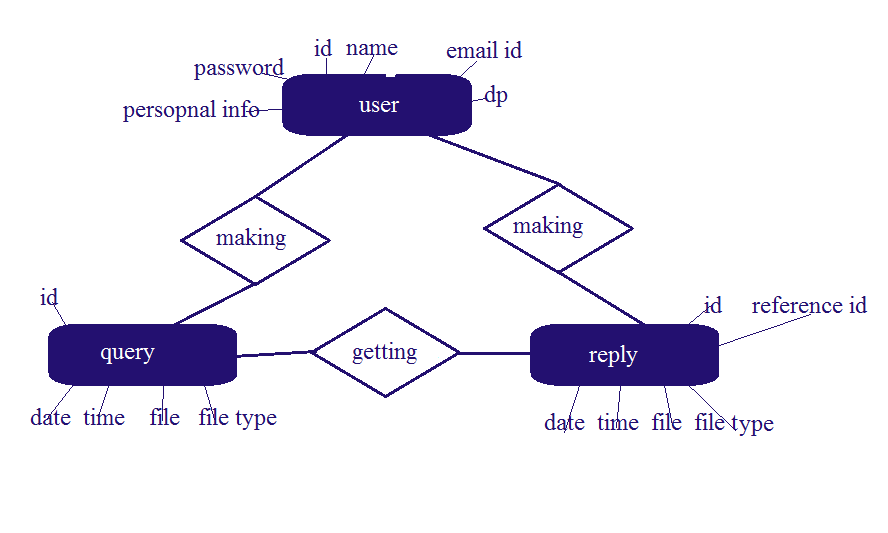 id name email id
password
dp
user
persopnal info
making
making
id
id reference id
query
getting
reply
date time file file type
date time file file type